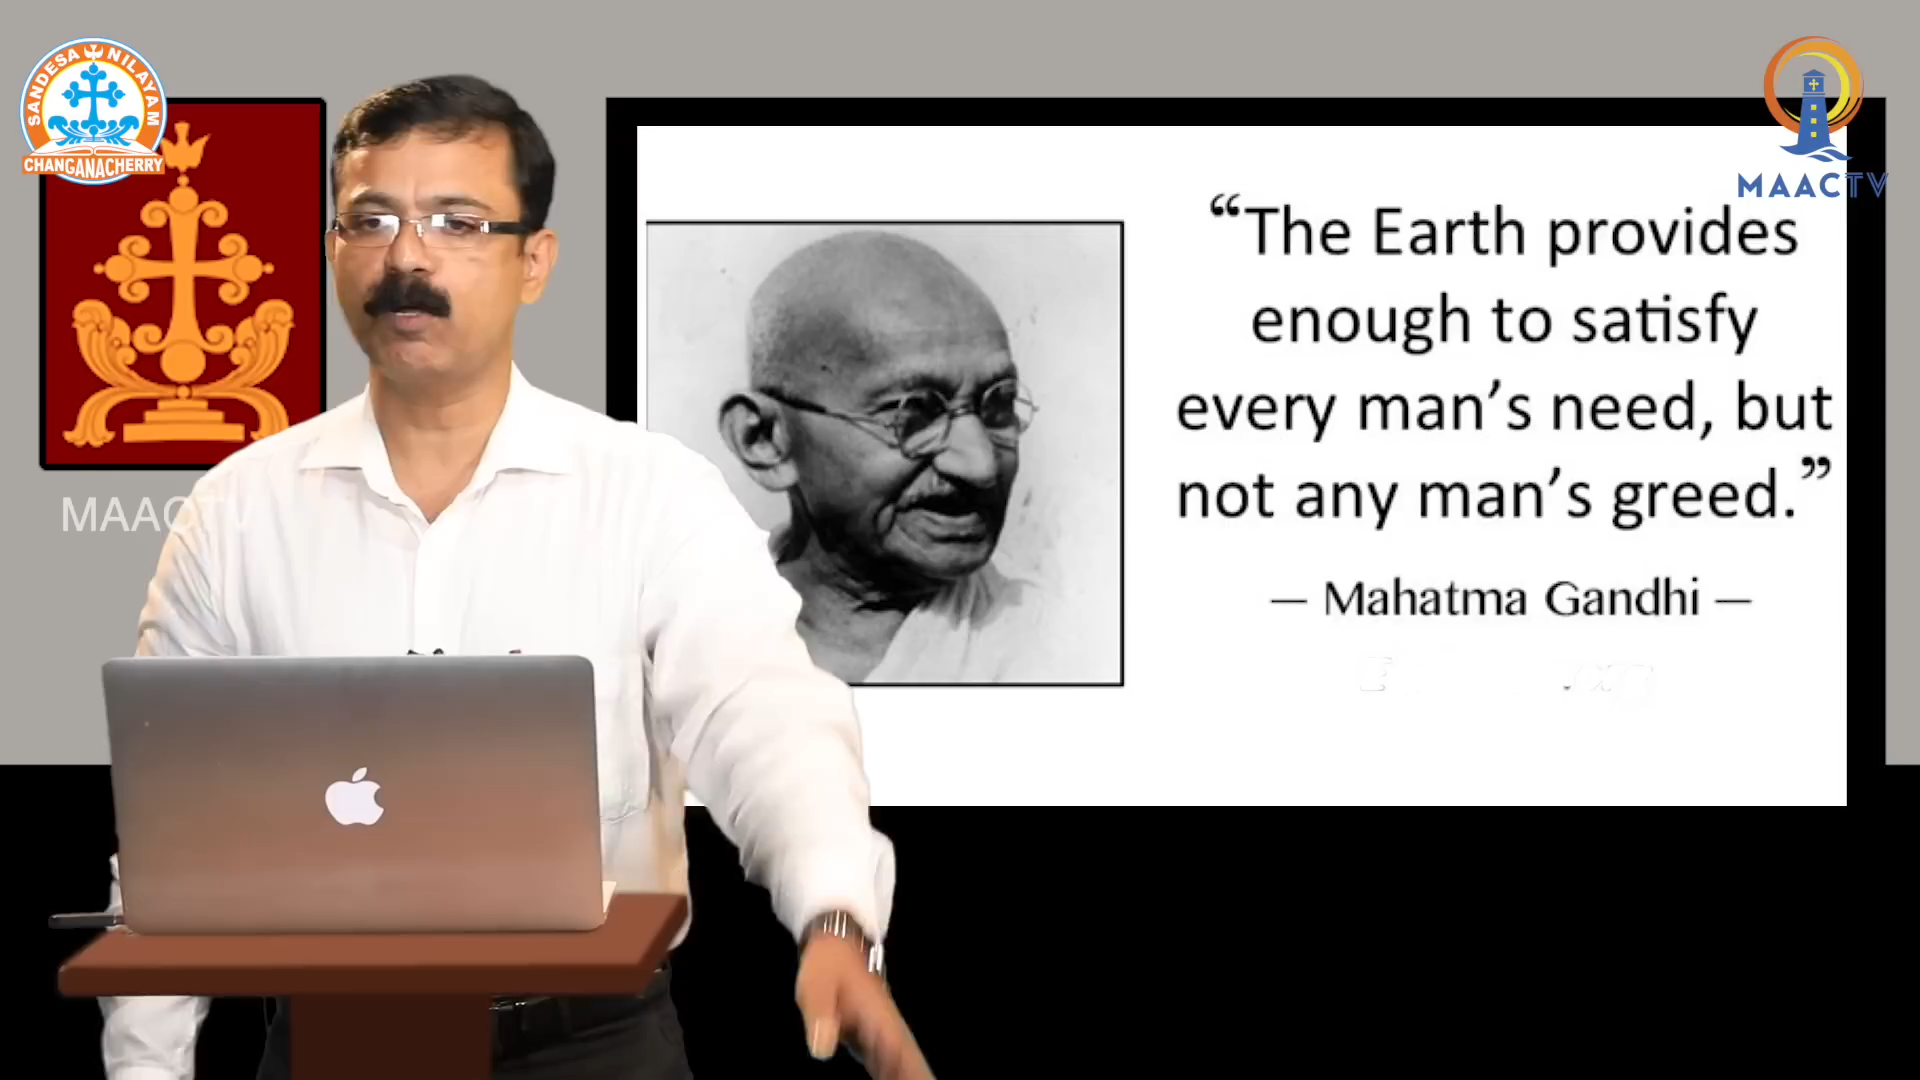 SANDESA NILAYAM
CHANGANACHERRY
MAACTV
MAACTV
“The Earth provides
enough to satisfy
every man’s need, but
not any man’s greed.”
— Mahatma Gandhi —